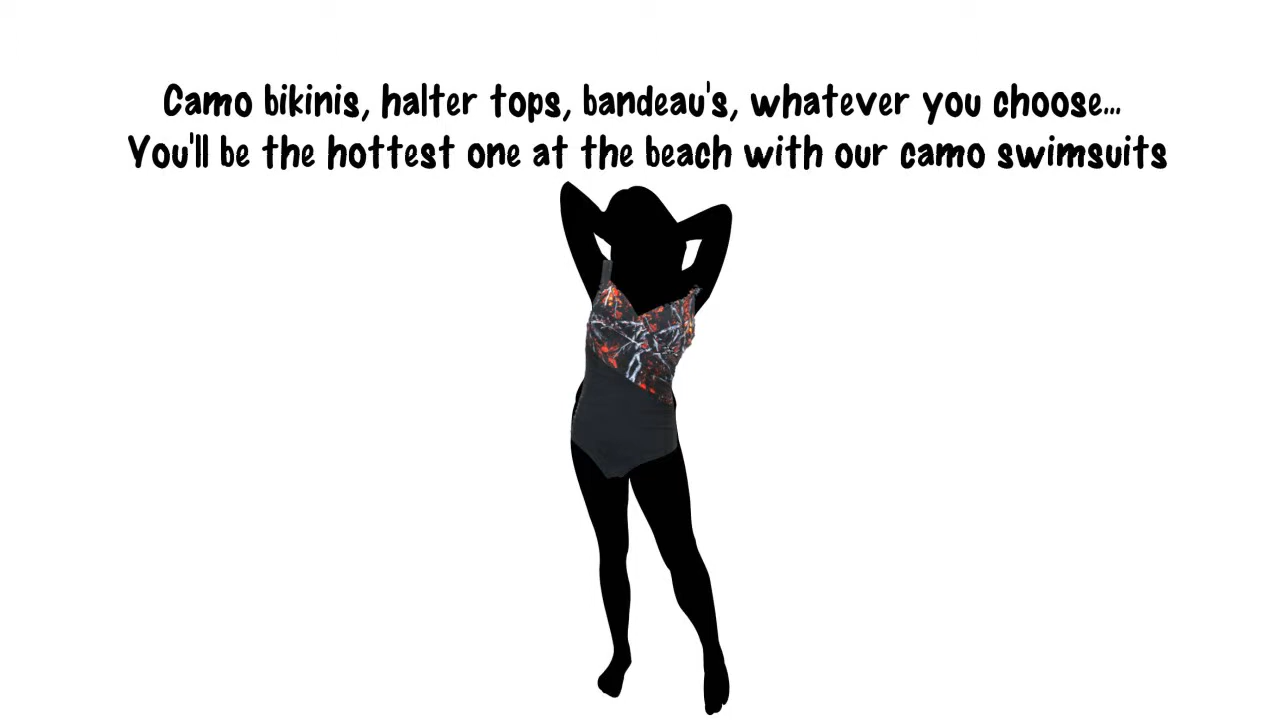 Camo bikinis, halter tops, bandeau's, whatever you choose...
You'll be the hottest one at the beach with our camo swimsuits